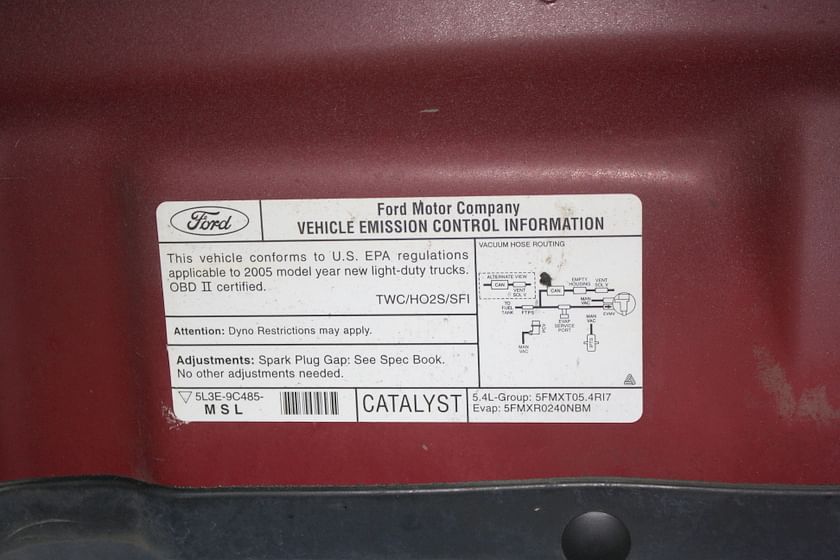 Ford
Ford Motor Company
VEHICLE EMISSION CONTROL INFORMATION
This vehicle conforms to U.S. EPA regulations
applicable to 2005 model year new light-duty trucks.
OBD II certified.
TWC/HO2S/SFI
Attention: Dyno Restrictions may apply.
Adjustments: Spark Plug Gap: See Spec Book.
No other adjustments needed.
5L3E-9C485-
MSL
CATALYST
5.4L-Group: 5FMXT05.4RI7
Evap: 5FMXR0240NBM
VACUUM HOSE ROUTING
ALTERNATE VIEW
CAN
VENT
SOL V
CAN
EMPTY
HOUSING
VENT
SOL V
MAN
VAC
TO
FUEL
TANK
FTPS
EVAP
SERVICE
PORT
MAN
VAC
MAN
VAC